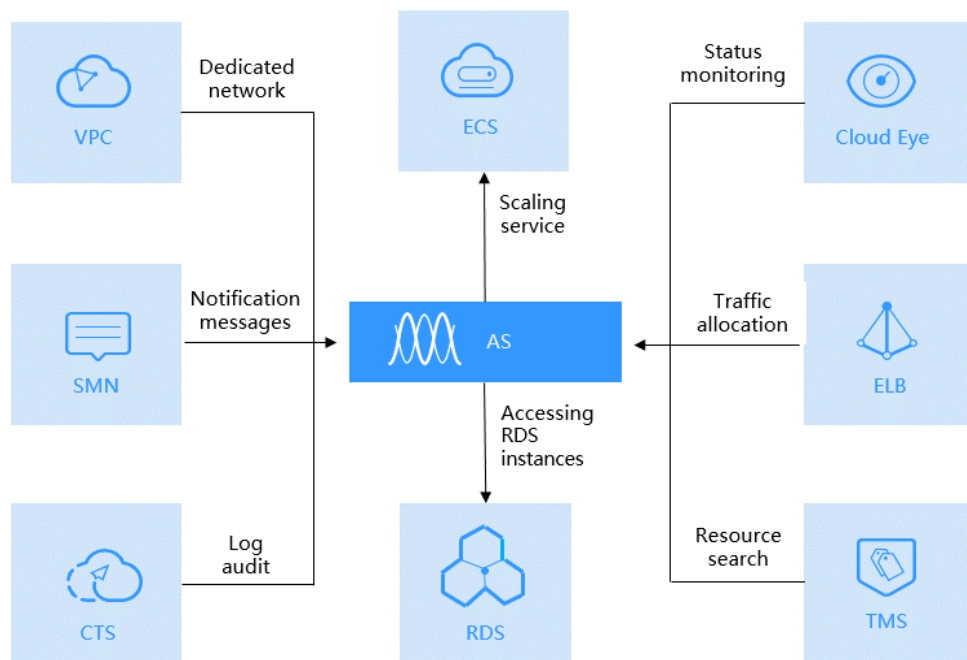 Dedicated
network
VPC
ECS
Status
monitoring
Cloud Eye
Scaling
service
Notification
messages
SMN
AS
Traffic
allocation
ELB
Accessing
RDS
instances
Log
audit
CTS
RDS
Resource
search
TMS